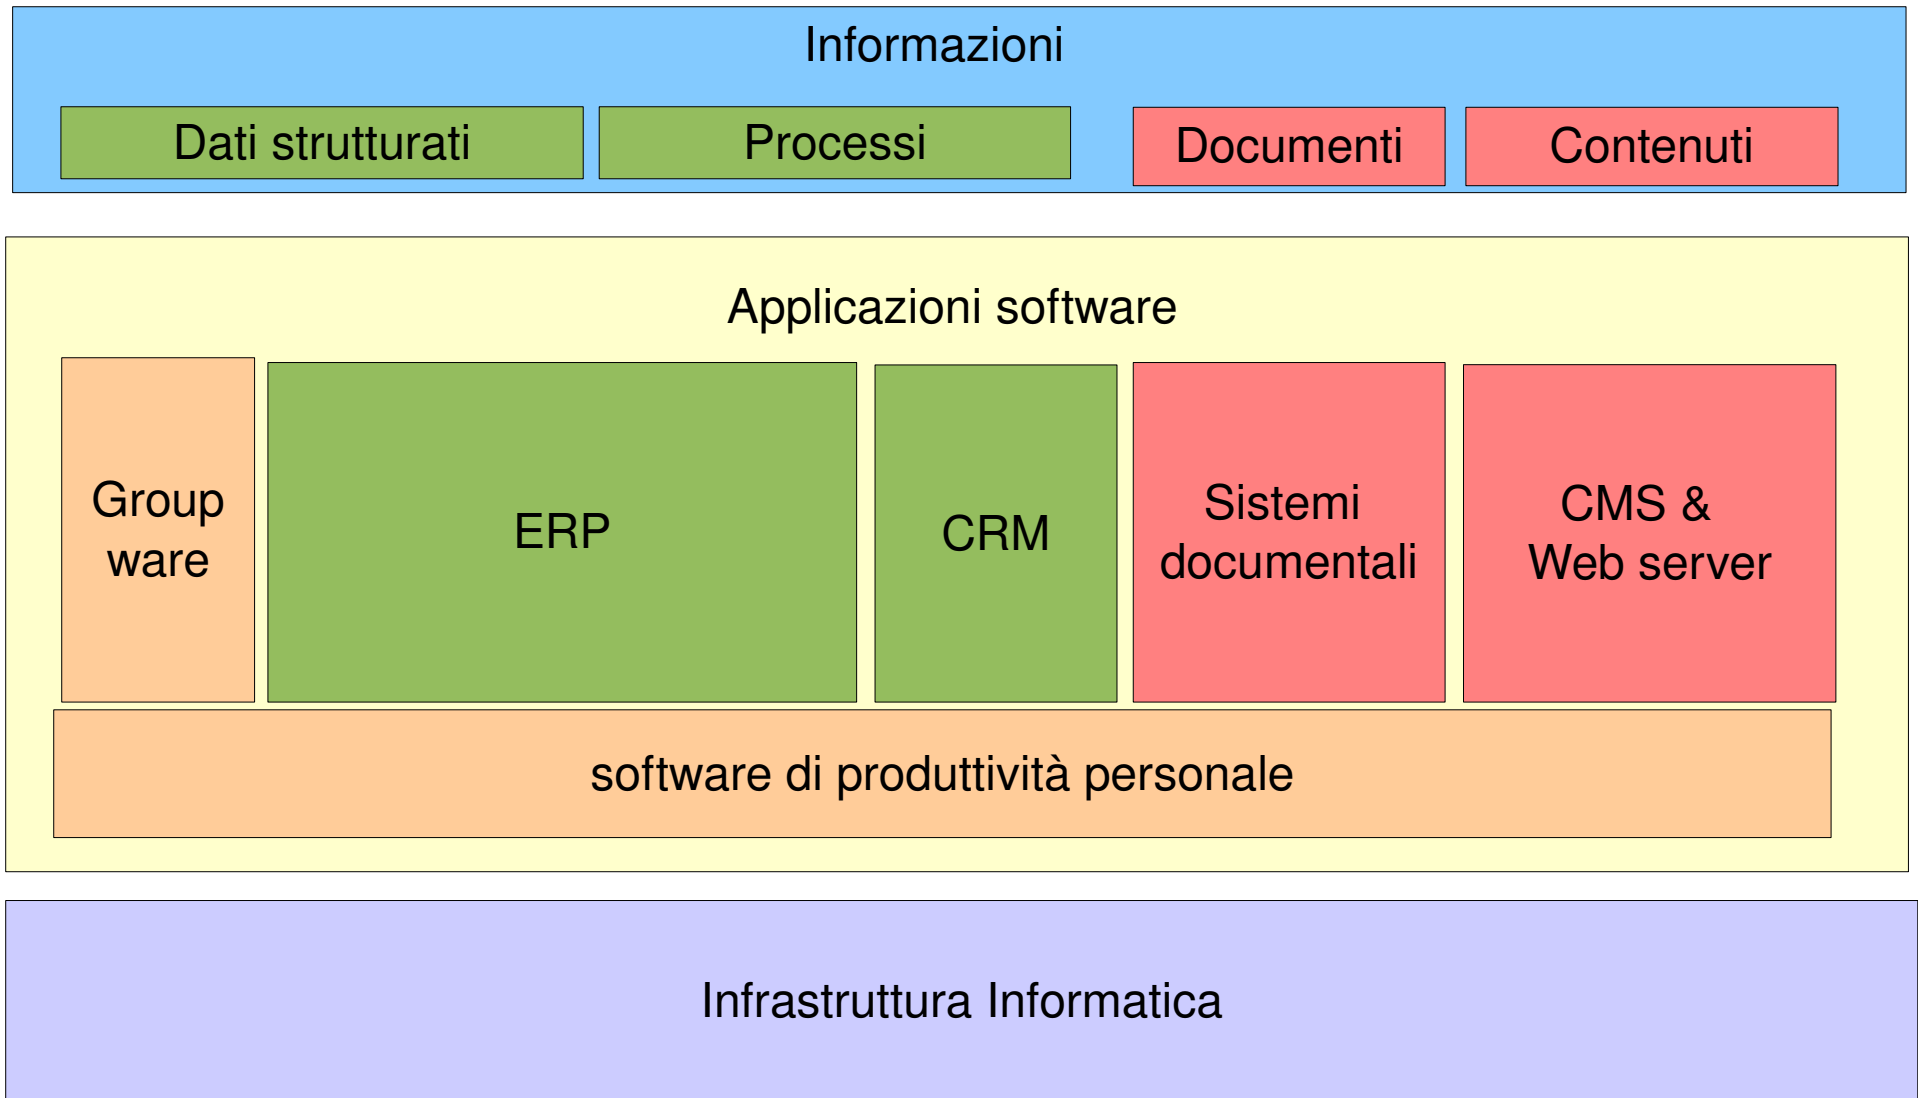 Informazioni
Dati strutturati
Processi
Documenti
Contenuti
Applicazioni software
Group
ware
ERP
CRM
Sistemi
documentali
CMS &
Web server
software di produttività personale
Infrastruttura Informatica